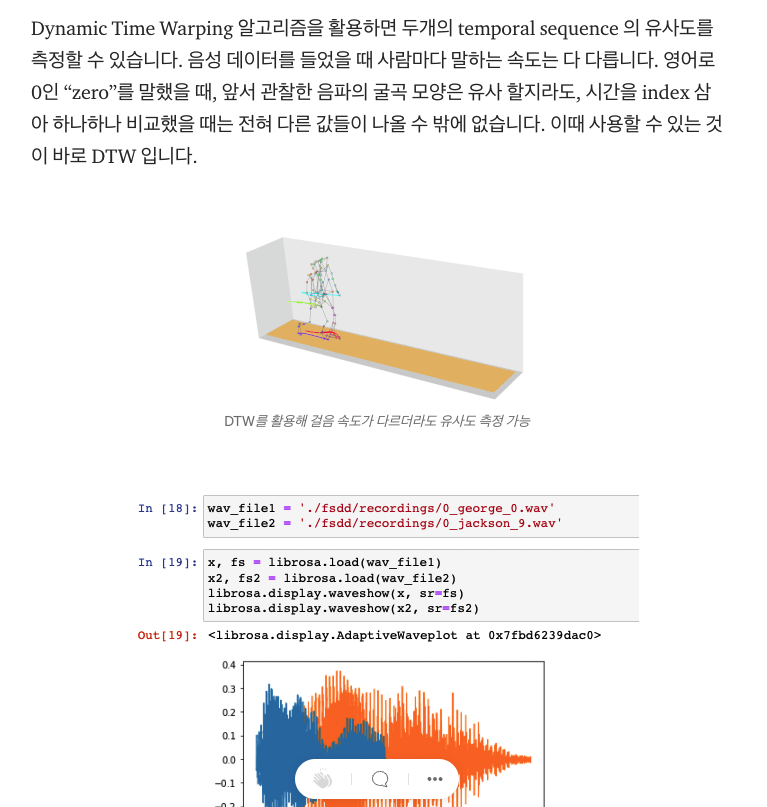 Dynamic Time Warping 알고리즘을 활용하면 두개의 temporal sequence 의 유사도를
측정할 수 있습니다. 음성 데이터를 들었을 때 사람마다 말하는 속도는 다 다릅니다. 영어로
0인 “zero”를 말했을 때, 앞서 관찰한 음파의 굴곡 모양은 유사 할지라도, 시간을 index 삼
아 하나하나 비교했을 때는 전혀 다른 값들이 나올 수 밖에 없습니다. 이때 사용할 수 있는 것
이 바로 DTW 입니다.
DTW를 활용해 걸음 속도가 다르더라도 유사도 측정 가능
In [18]: wav_file1 = './fsdd/recordings/0_george_0.wav'
wav_file2 = './fsdd/recordings/0_jackson_9.wav'
In [19]: x, fs = librosa.load(wav_file1)
x2, fs2 = librosa.load(wav_file2)
librosa.display.waveshow(x, sr=fs)
librosa.display.waveshow(x2, sr=fs2)
Out[19]: <librosa.display.AdaptiveWaveplot at 0x7fbd6239dac0>
0.4
0.3
0.2
0.1
0.0
−0.1